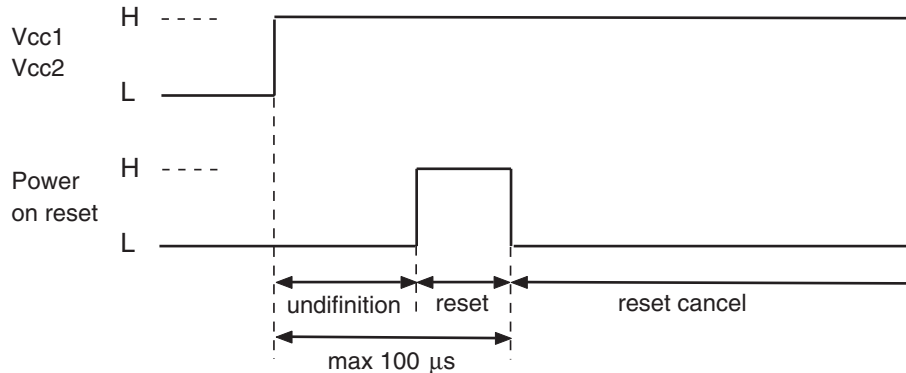 H
Vcc1
Vcc2
L
H
Power
on reset
L
undifinition
reset
reset cancel
max 100 μs